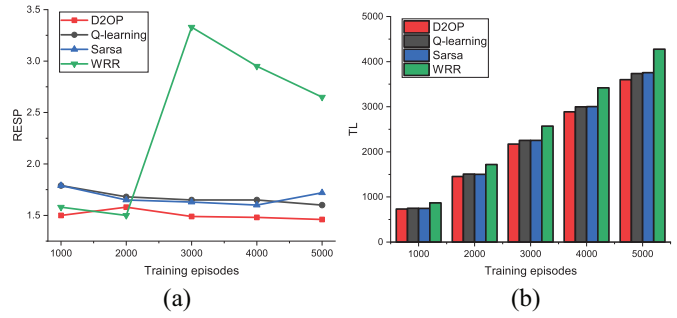 D2OP
Q-learning
Sarsa
WRR
RESP
3.5
3.0
2.5
2.0
1.5
1000 2000 3000 4000 5000
Training episodes
(a)
D2OP
Q-learning
Sarsa
WRR
TL
5000
4000
3000
2000
1000
0
1000 2000 3000 4000 5000
Training episodes
(b)